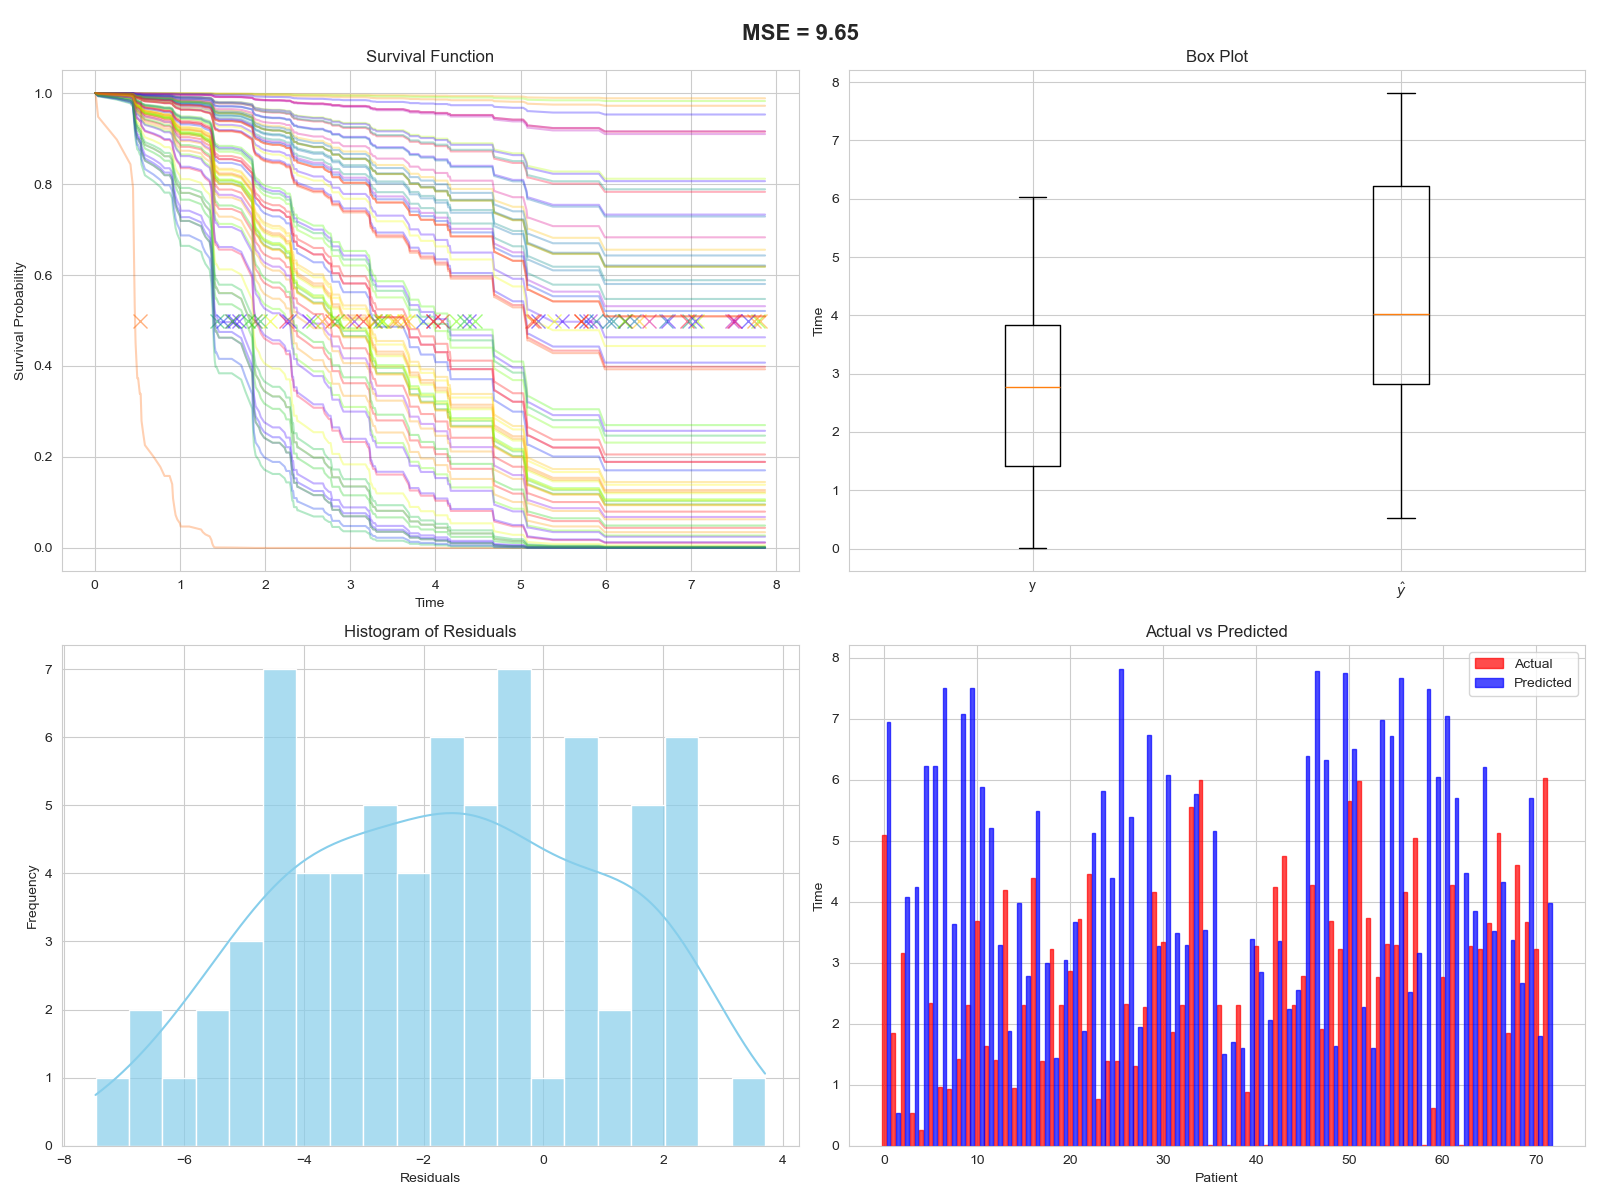 MSE = 9.65
Survival Function
Survival Probability
1.0
0.8
0.6
0.4
0.2
0.0
0 1 2 3 4 5 6 7 8
Time
Box Plot
Time
8
7
6
5
4
3
2
1
0
y ŷ
Histogram of Residuals
Frequency
7
6
5
4
3
2
1
0
−8 −6 −4 −2 0 2 4
Residuals
Actual vs Predicted
Actual
Predicted
Time
8
7
6
5
4
3
2
1
0
0 10 20 30 40 50 60 70
Patient